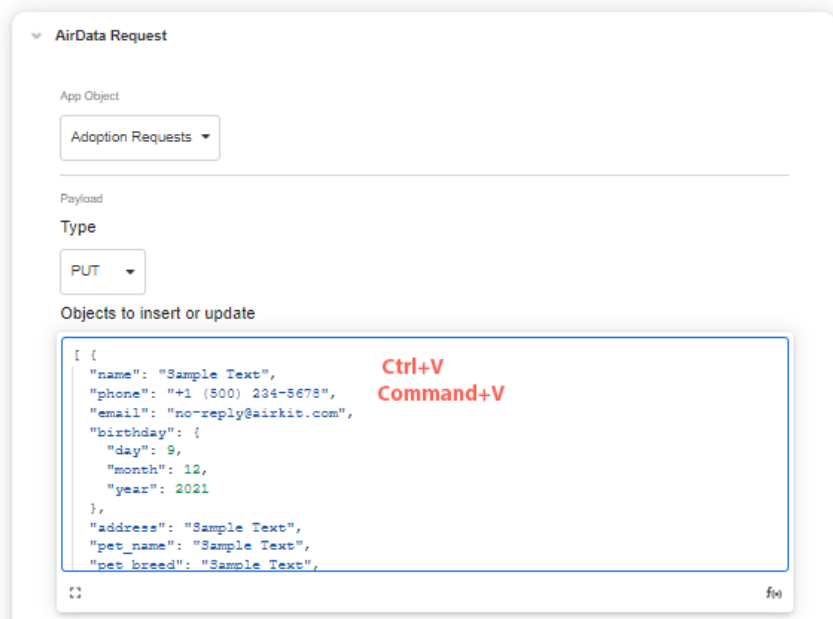 AirData Request
App Object
Adoption Requests
Payload
Type
PUT
Objects to insert or update
[ {
"name": "Sample Text",
Ctrl+V
"phone": "+1 (500) 234-5678",
Command+V
"email": "no-reply@airkit.com",
"birthday": {
"day": 9,
"month": 12,
"year": 2021
},
"address": "Sample Text",
"pet_name": "Sample Text",
"pet_breed": "Sample Text",
f(x)